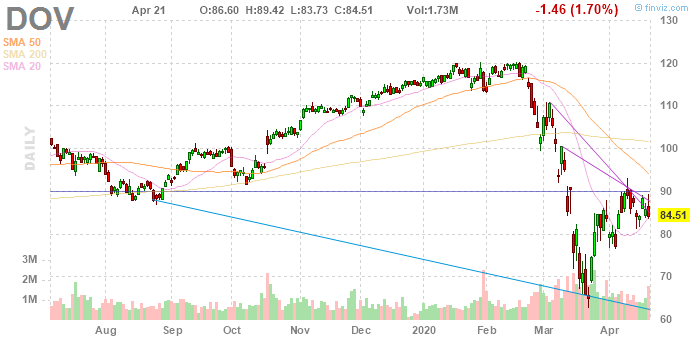 DOV Apr 21 O:86.60 H:89.42 L:83.73 C:84.51 Vol:1.73M -1.46 (1.70%)
© finviz.com
SMA 50
SMA 200
SMA 20
DAILY
120
110
100
90
84.51
80
70
60
3M
2M
1M
Aug Sep Oct Nov Dec 2020 Feb Mar Apr